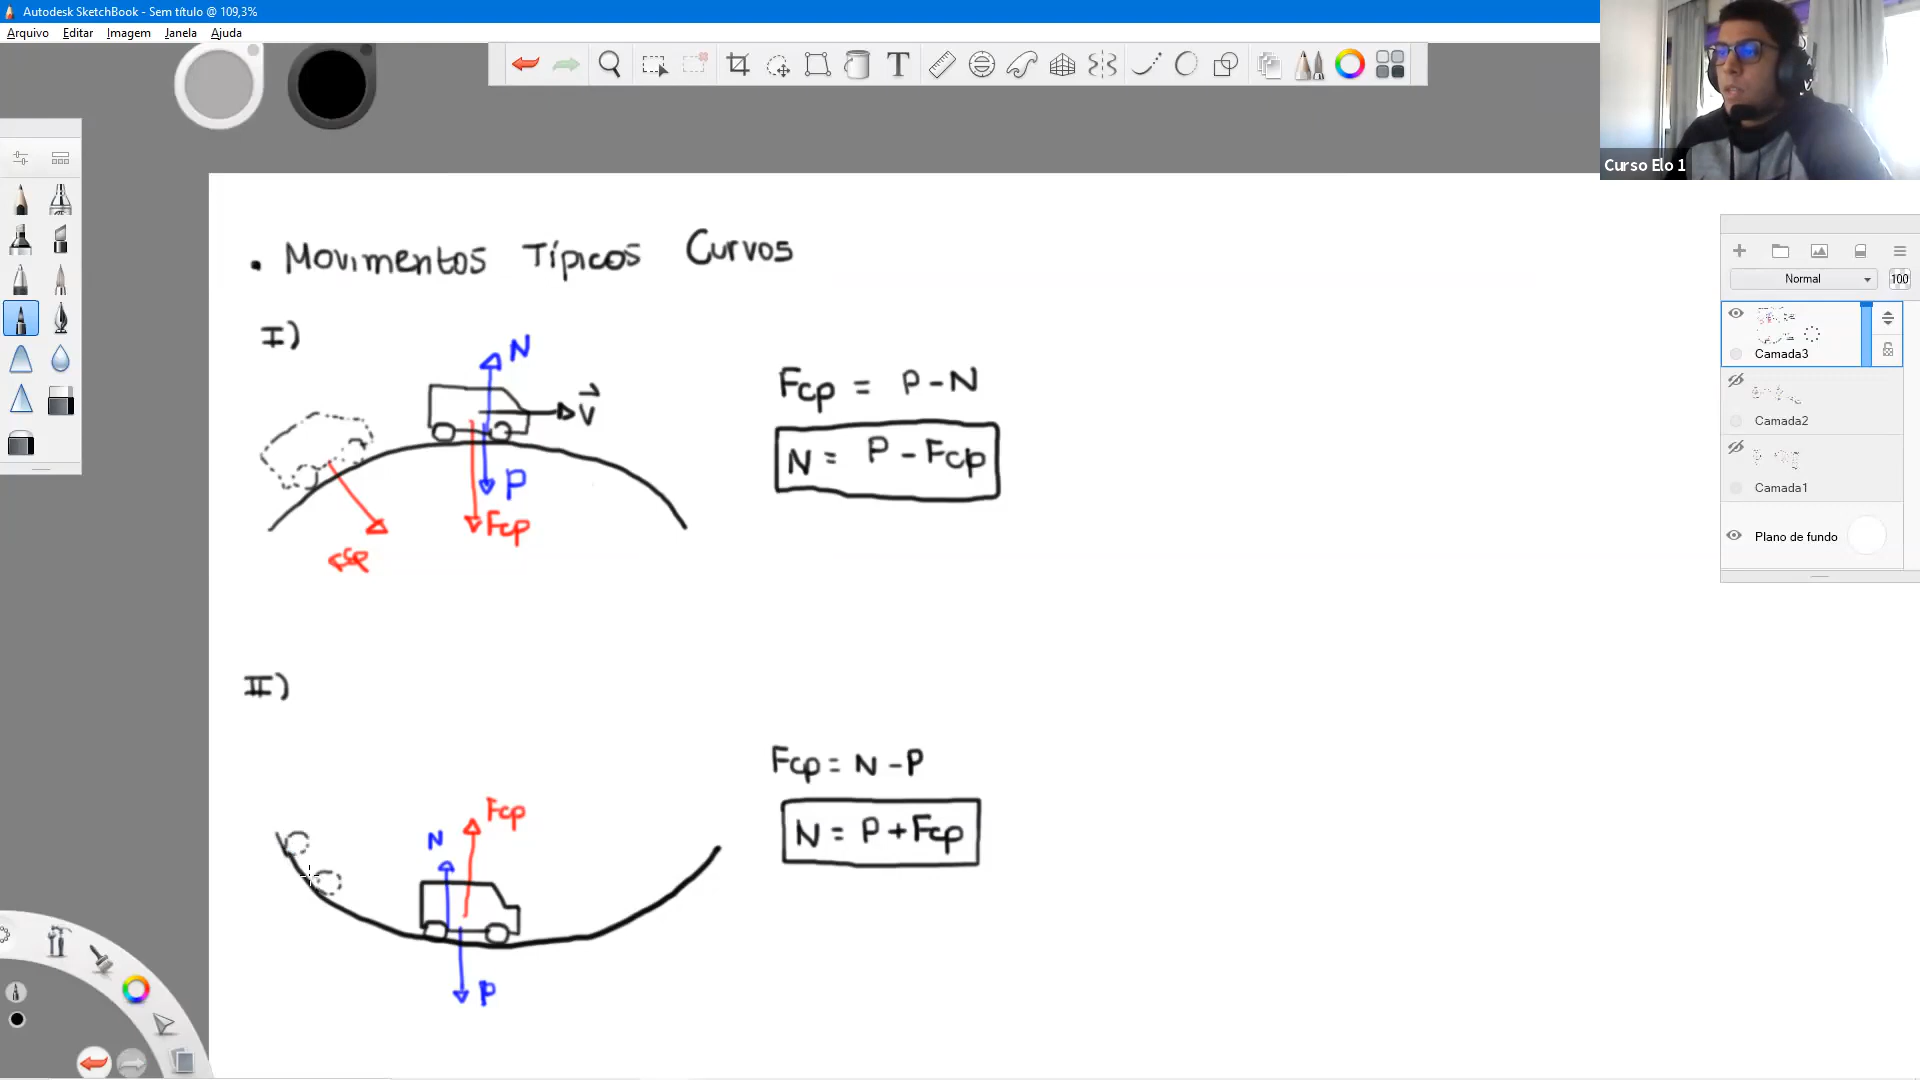 Autodesk SketchBook - Sem título @ 109,3%
Arquivo Editar Imagem Janela Ajuda
T
Curso Elo 1
• Movimentos Típicos Curvos
I)
N
V
P
Fcp
Fcp = P - N
N = P - Fcp
II)
Fcp
N
P
Fcp = N - P
N = P + Fcp
Normal 100
Camada3
Camada2
Camada1
Plano de fundo